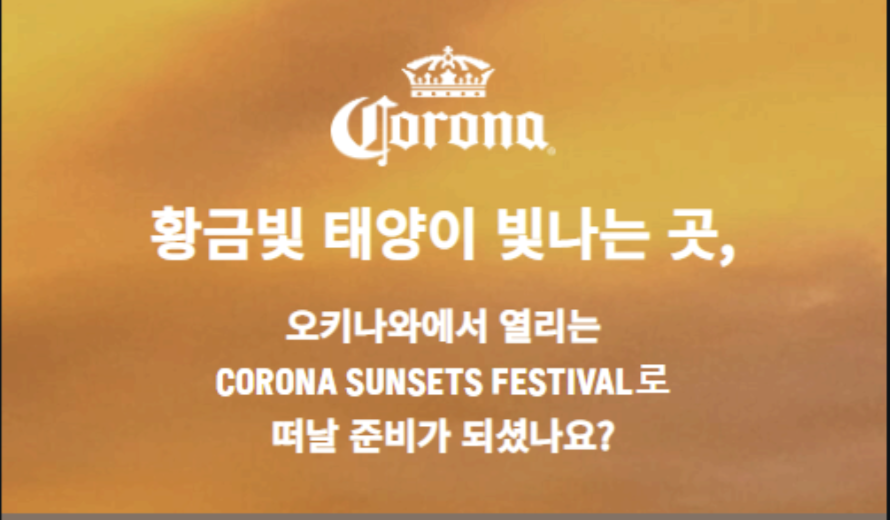 Corona
황금빛 태양이 빛나는 곳,
오키나와에서 열리는
CORONA SUNSETS FESTIVAL로
떠날 준비가 되셨나요?